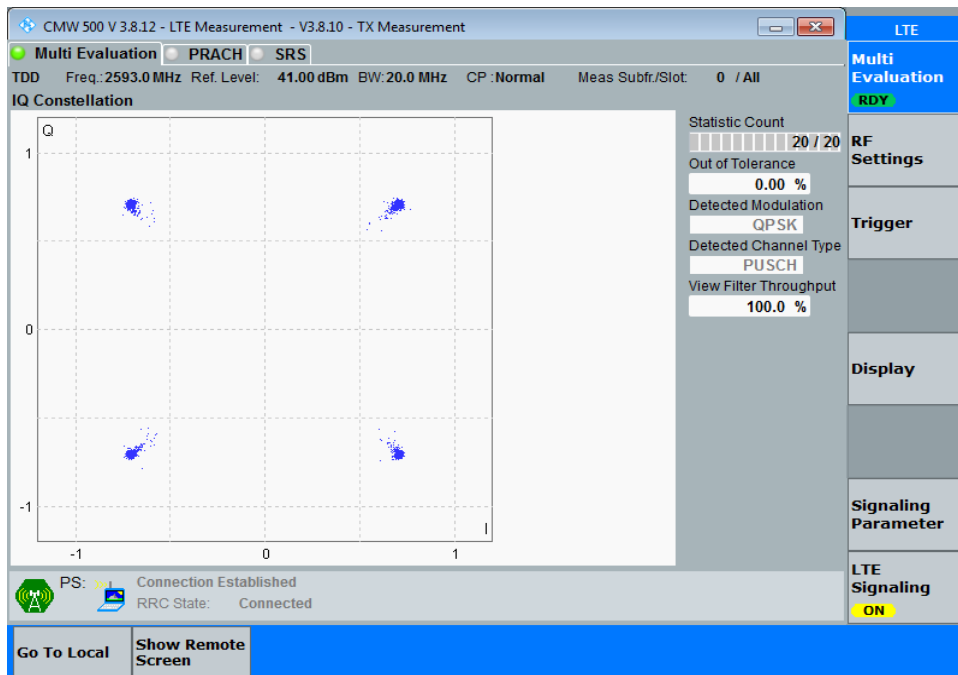 CMW 500 V 3.8.12 - LTE Measurement - V3.8.10 - TX Measurement
Multi Evaluation PRACH SRS
TDD Freq.:2593.0 MHz Ref. Level: 41.00 dBm BW:20.0 MHz CP :Normal Meas Subfr./Slot: 0 / All
IQ Constellation
Q
1
0
-1
-1 0 1
I
Statistic Count
20 / 20
Out of Tolerance
0.00 %
Detected Modulation
QPSK
Detected Channel Type
PUSCH
View Filter Throughput
100.0 %
PS: Connection Established
RRC State: Connected
LTE
Multi
Evaluation
RDY
RF
Settings
Trigger
Display
Signaling
Parameter
LTE
Signaling
ON
Go To Local
Show Remote
Screen